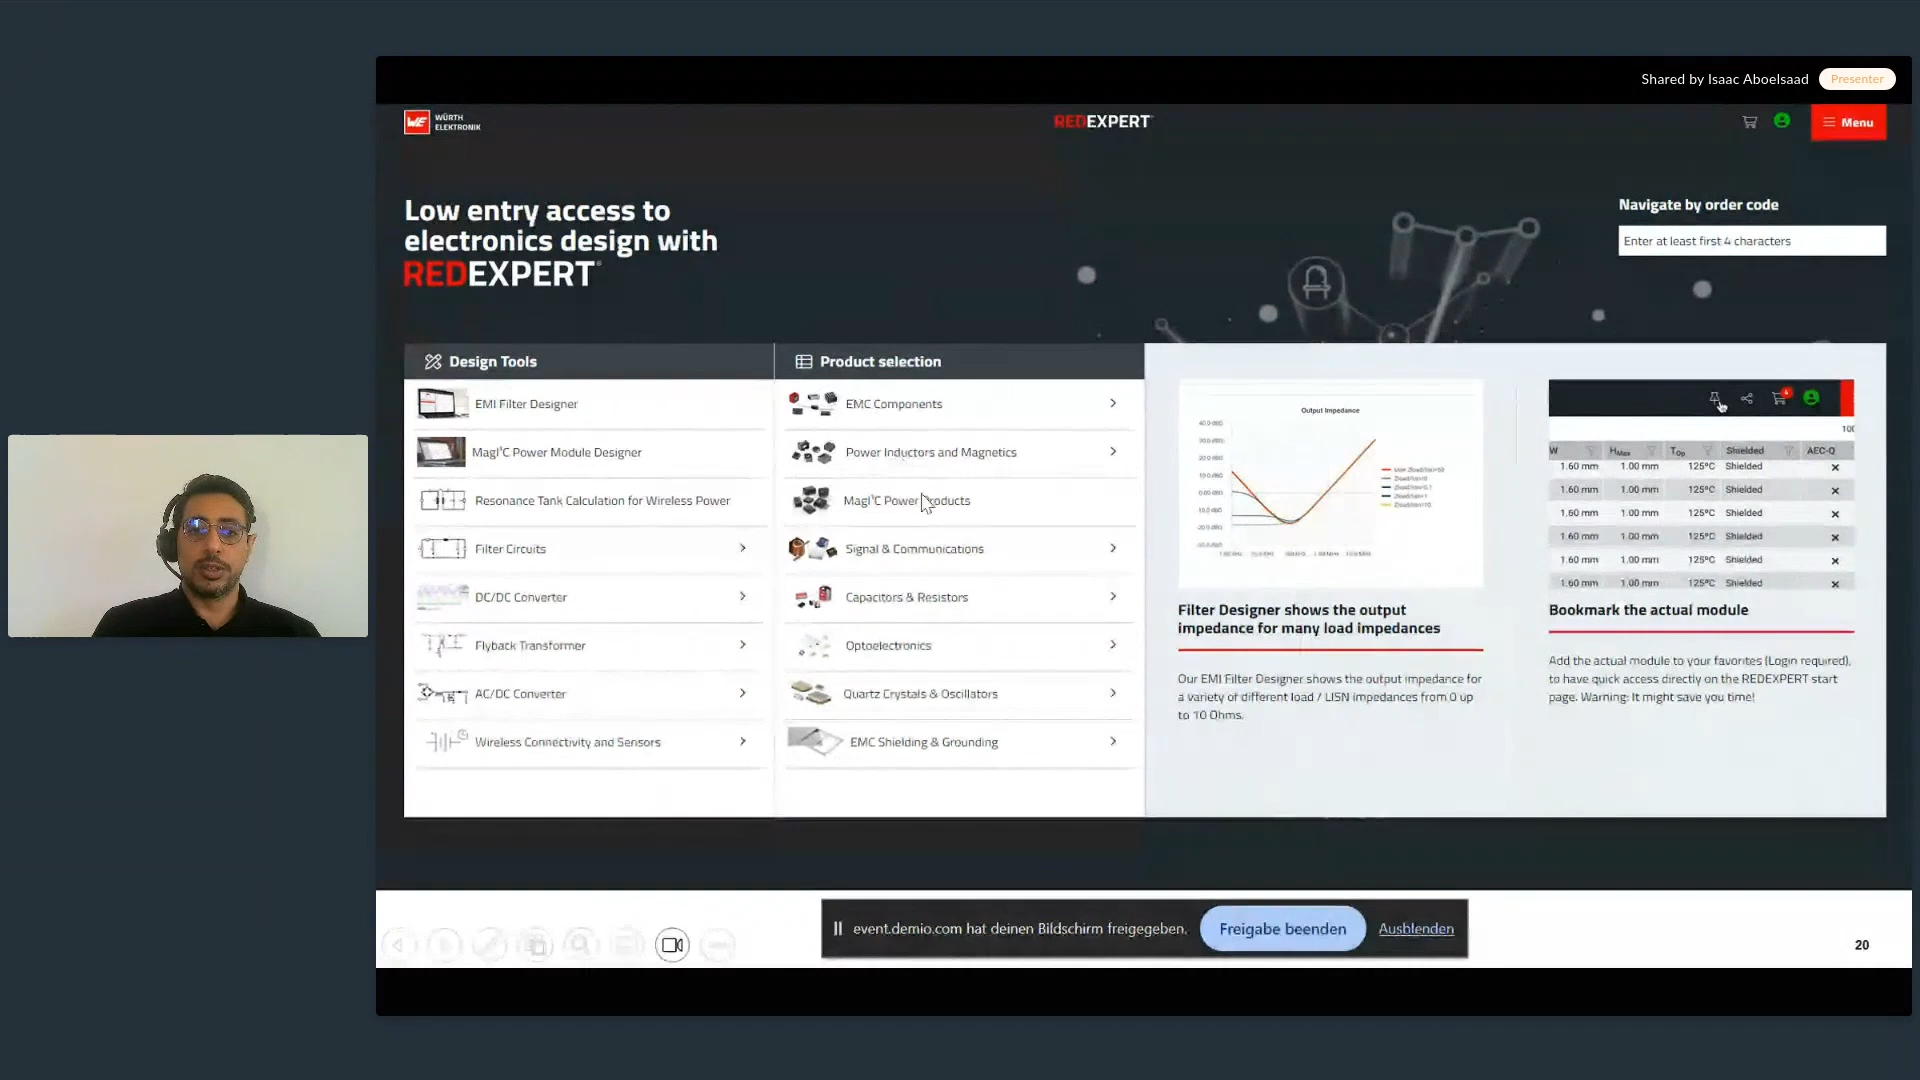 Shared by Isaac Aboelsaad Presenter
WÜRTH
ELEKTRONIK
REDEXPERT
Menu
Low entry access to
electronics design with
REDEXPERT®
Navigate by order code
Enter at least first 4 characters
Design Tools
EMI Filter Designer
MagI³C Power Module Designer
Resonance Tank Calculation for Wireless Power
Filter Circuits
DC/DC Converter
Flyback Transformer
AC/DC Converter
Wireless Connectivity and Sensors
Product selection
EMC Components
Power Inductors and Magnetics
MagI³C Power Products
Signal & Communications
Capacitors & Resistors
Optoelectronics
Quartz Crystals & Oscillators
EMC Shielding & Grounding
Output Impedance
Filter Designer shows the output
impedance for many load impedances
Our EMI Filter Designer shows the output impedance for
a variety of different load / LISN impedances from 0 up
to 10 Ohms.
W HMax TOp Shielded AEC-Q
1.60 mm 1.00 mm 125°C Shielded
1.60 mm 1.00 mm 125°C Shielded
1.60 mm 1.00 mm 125°C Shielded
1.60 mm 1.00 mm 125°C Shielded
1.60 mm 1.00 mm 125°C Shielded
1.60 mm 1.00 mm 125°C Shielded
Bookmark the actual module
Add the actual module to your favorites (Login required),
to have quick access directly on the REDEXPERT start
page. Warning: It might save you time!
event.demio.com hat deinen Bildschirm freigegeben. Freigabe beenden Ausblenden
20